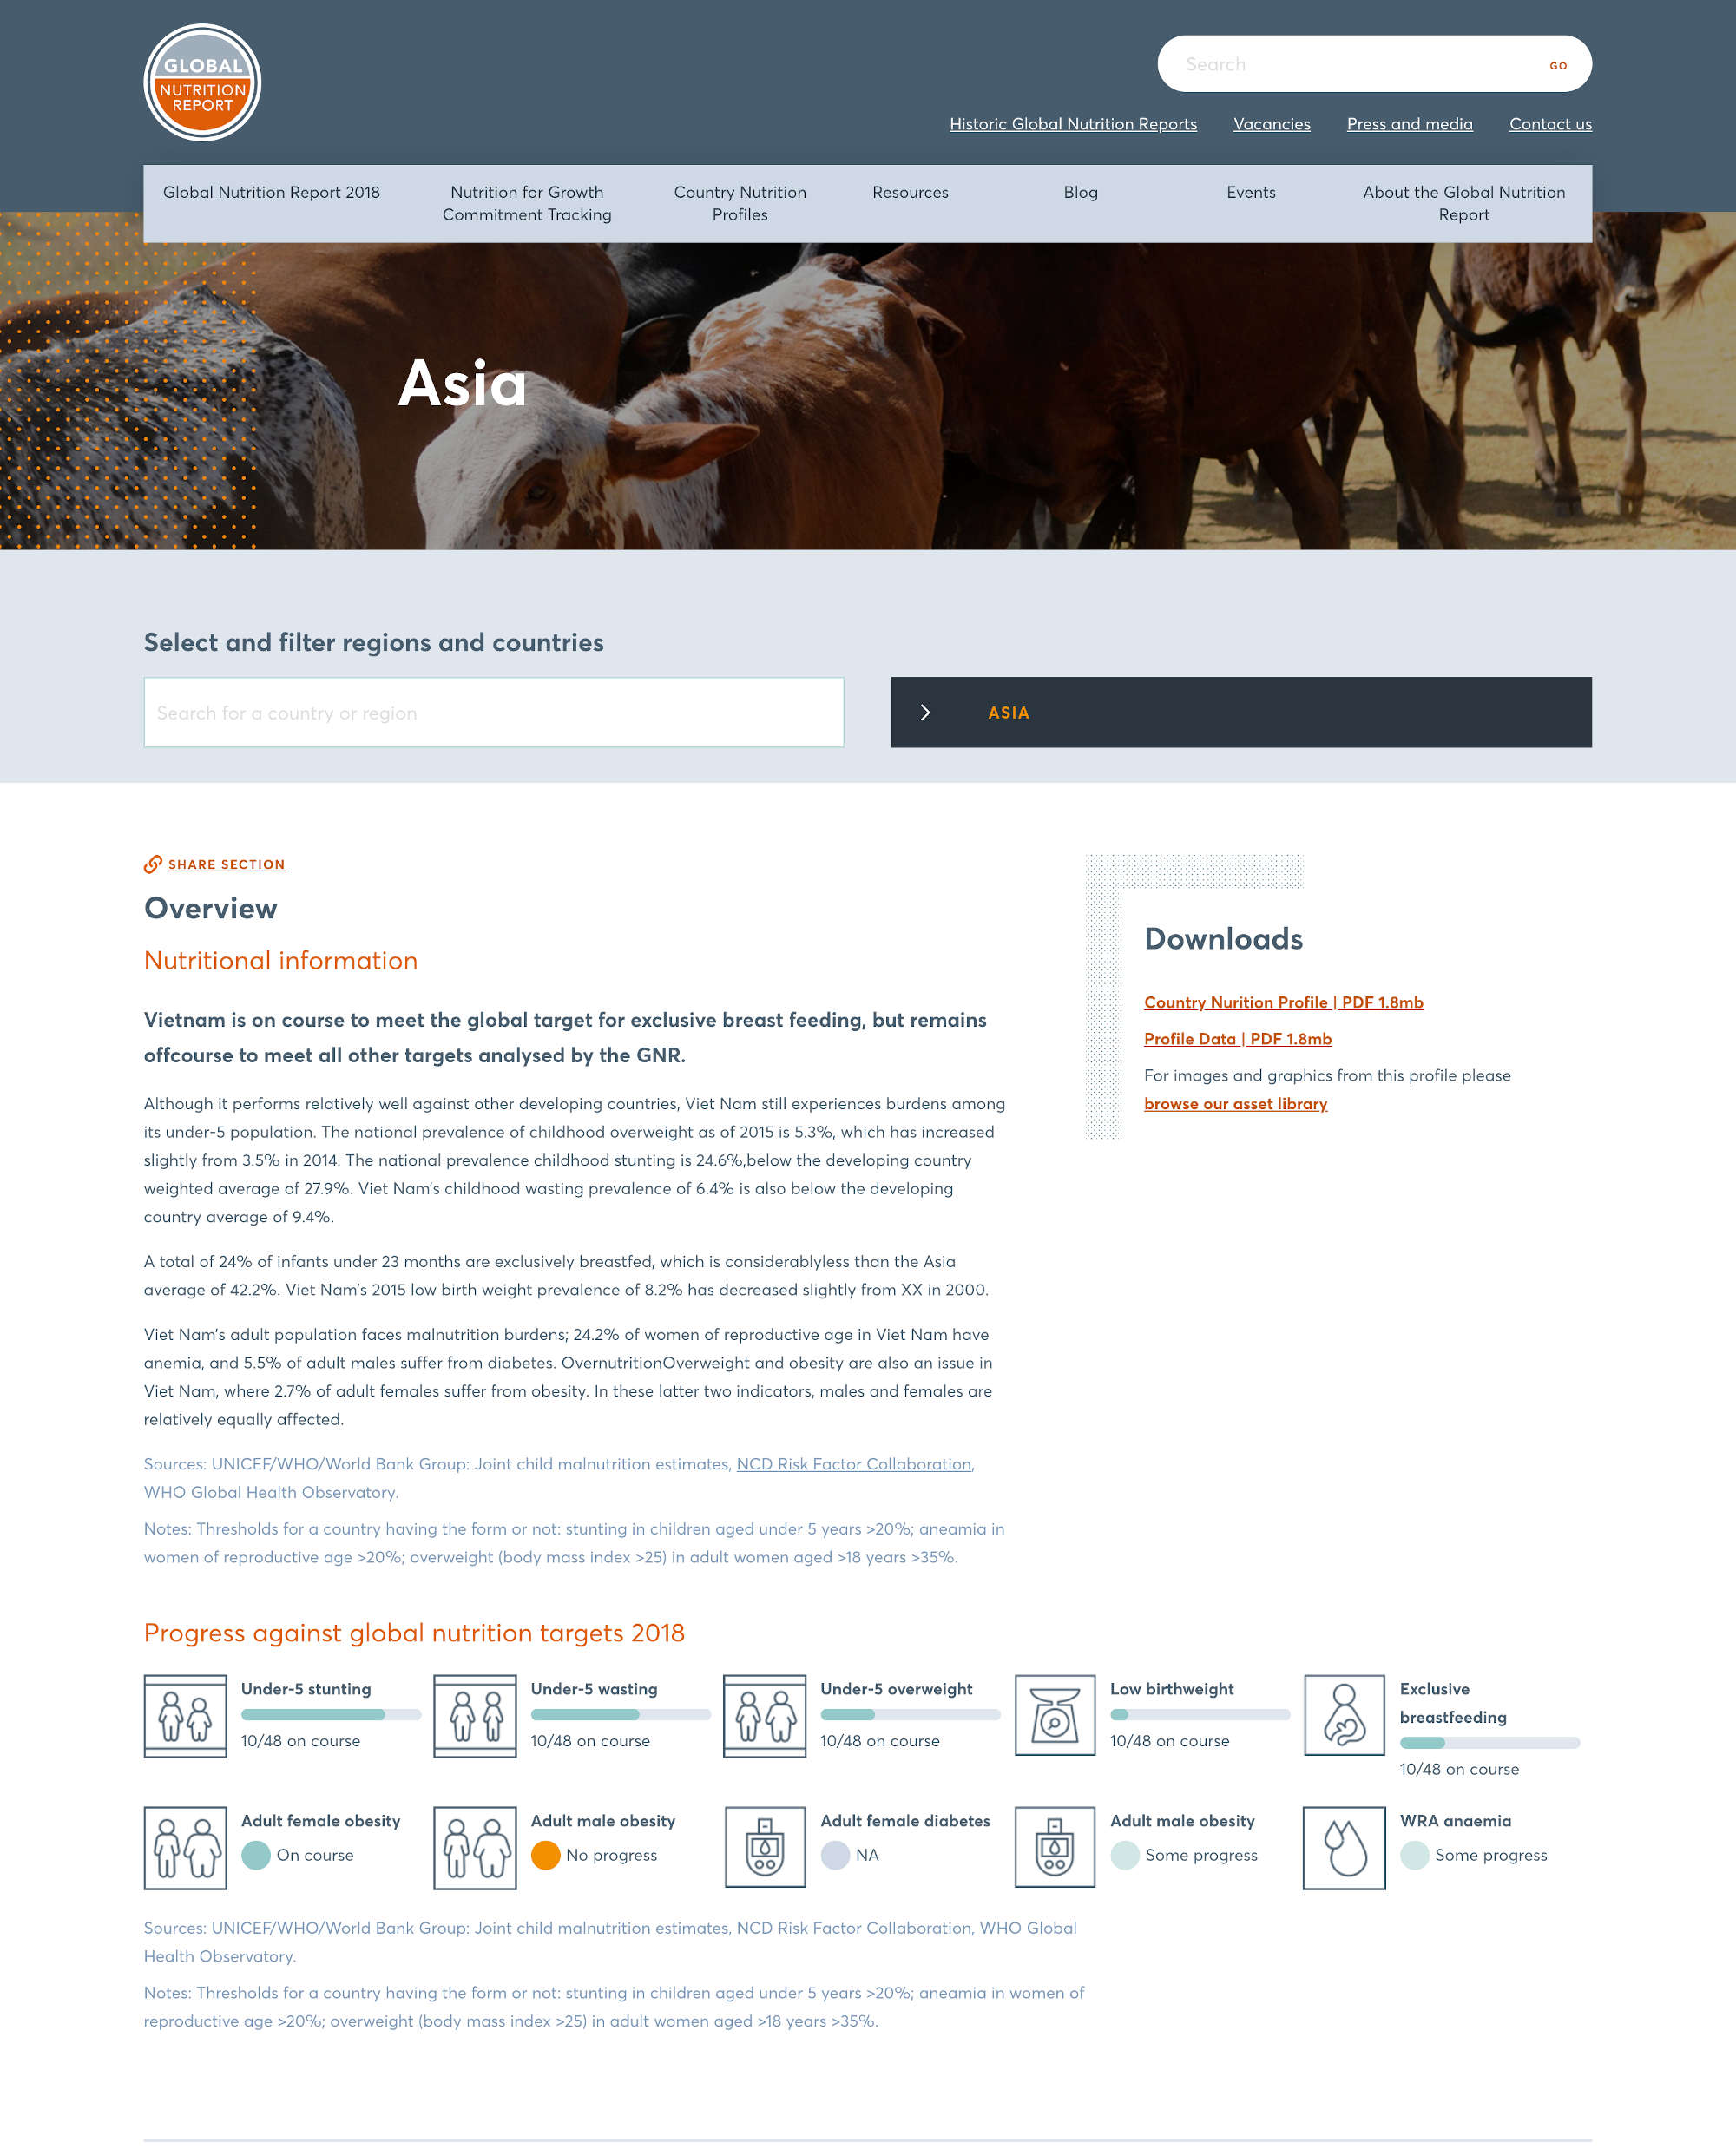 GLOBAL
NUTRITION
REPORT
Search
GO
Historic Global Nutrition Reports
Vacancies
Press and media
Contact us
Global Nutrition Report 2018
Nutrition for Growth
Commitment Tracking
Country Nutrition
Profiles
Resources
Blog
Events
About the Global Nutrition
Report
Asia
Select and filter regions and countries
Search for a country or region
ASIA
SHARE SECTION
Overview
Nutritional information
Vietnam is on course to meet the global target for exclusive breast feeding, but remains
offcourse to meet all other targets analysed by the GNR.
Although it performs relatively well against other developing countries, Viet Nam still experiences burdens among
its under-5 population. The national prevalence of childhood overweight as of 2015 is 5.3%, which has increased
slightly from 3.5% in 2014. The national prevalence childhood stunting is 24.6%,below the developing country
weighted average of 27.9%. Viet Nam's childhood wasting prevalence of 6.4% is also below the developing
country average of 9.4%.
A total of 24% of infants under 23 months are exclusively breastfed, which is considerablyless than the Asia
average of 42.2%. Viet Nam's 2015 low birth weight prevalence of 8.2% has decreased slightly from XX in 2000.
Viet Nam's adult population faces malnutrition burdens; 24.2% of women of reproductive age in Viet Nam have
anemia, and 5.5% of adult males suffer from diabetes. OvernutritionOverweight and obesity are also an issue in
Viet Nam, where 2.7% of adult females suffer from obesity. In these latter two indicators, males and females are
relatively equally affected.
Sources: UNICEF/WHO/World Bank Group: Joint child malnutrition estimates, NCD Risk Factor Collaboration,
WHO Global Health Observatory.
Notes: Thresholds for a country having the form or not: stunting in children aged under 5 years >20%; aneamia in
women of reproductive age >20%; overweight (body mass index >25) in adult women aged >18 years >35%.
Downloads
Country Nurition Profile | PDF 1.8mb
Profile Data | PDF 1.8mb
For images and graphics from this profile please
browse our asset library
Progress against global nutrition targets 2018
Under-5 stunting
10/48 on course
Under-5 wasting
10/48 on course
Under-5 overweight
10/48 on course
Low birthweight
10/48 on course
Exclusive
breastfeeding
10/48 on course
Adult female obesity
On course
Adult male obesity
No progress
Adult female diabetes
NA
Adult male obesity
Some progress
WRA anaemia
Some progress
Sources: UNICEF/WHO/World Bank Group: Joint child malnutrition estimates, NCD Risk Factor Collaboration, WHO Global
Health Observatory.
Notes: Thresholds for a country having the form or not: stunting in children aged under 5 years >20%; aneamia in women of
reproductive age >20%; overweight (body mass index >25) in adult women aged >18 years >35%.